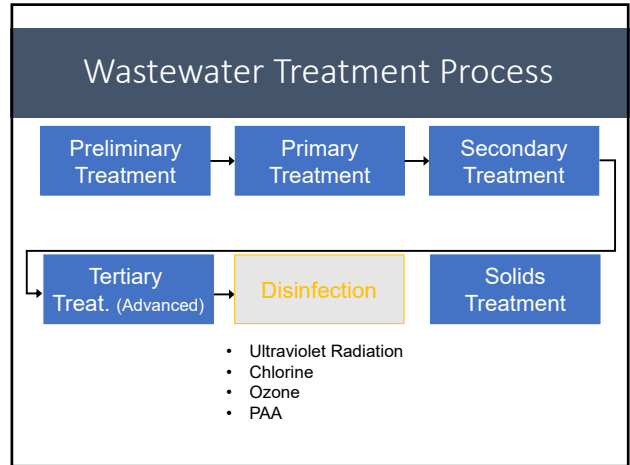 Wastewater Treatment Process
Preliminary
Treatment
Primary
Treatment
Secondary
Treatment
Tertiary
Treat. (Advanced)
Disinfection
Solids
Treatment
• Ultraviolet Radiation
• Chlorine
• Ozone
• PAA